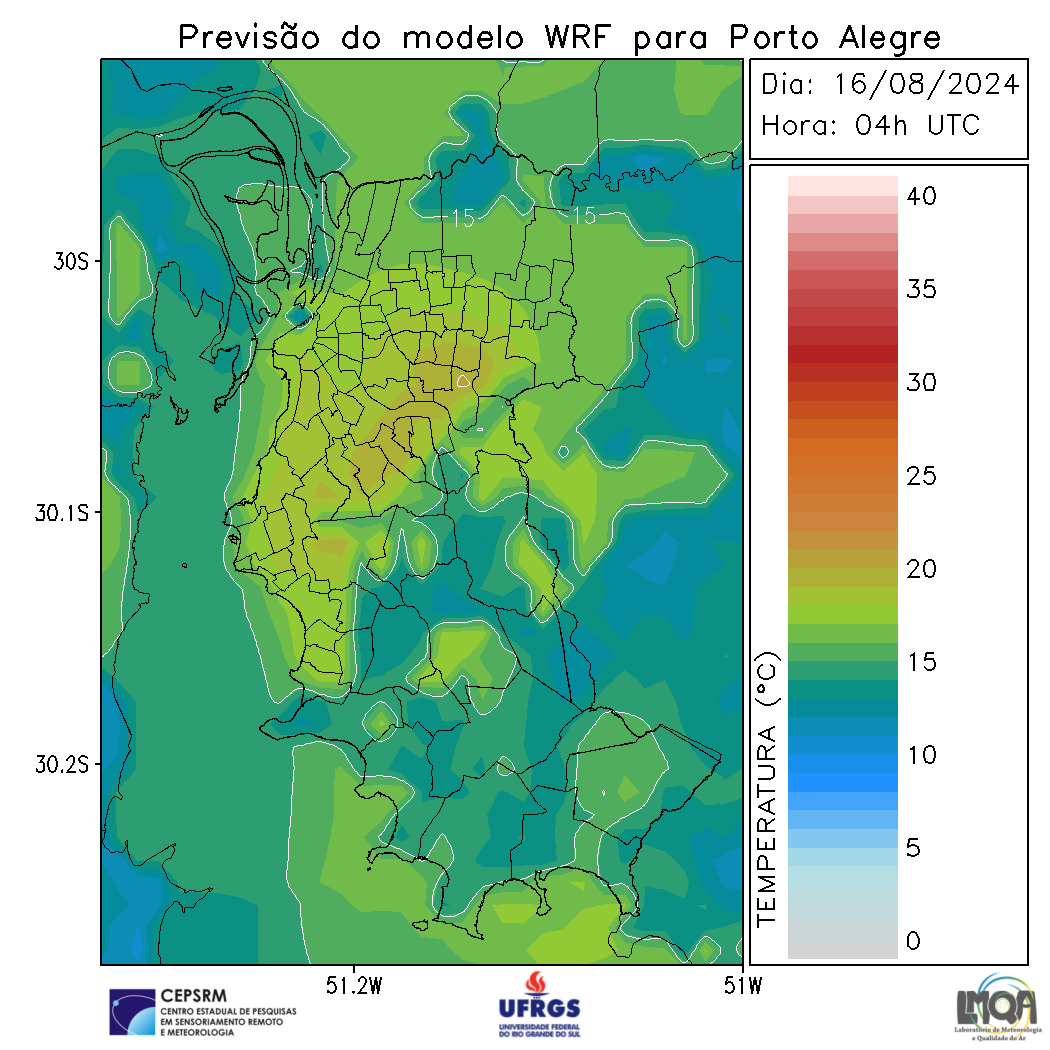 Previsão do modelo WRF para Porto Alegre
Dia: 16/08/2024
Hora: 04h UTC
30S
30.1S
30.2S
51.2W
51W
15
15
TEMPERATURA (°C)
40
35
30
25
20
15
10
5
0
CEPSRM
CENTRO ESTADUAL DE PESQUISAS
EM SENSORIAMENTO REMOTO
E METEOROLOGIA
UFRGS
UNIVERSIDADE FEDERAL
DO RIO GRANDE DO SUL
LMQA
Laboratório de Meteorologia
e Qualidade do Ar